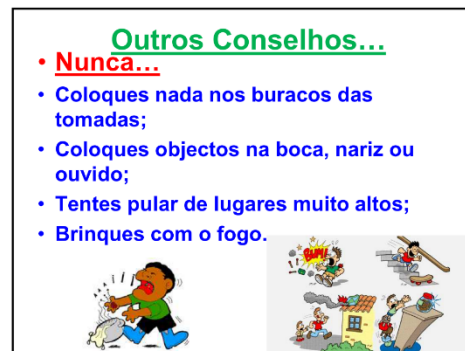 Outros Conselhos…
• Nunca…
• Coloques nada nos buracos das
tomadas;
• Coloques objectos na boca, nariz ou
ouvido;
• Tentes pular de lugares muito altos;
• Brinques com o fogo.
BUM!